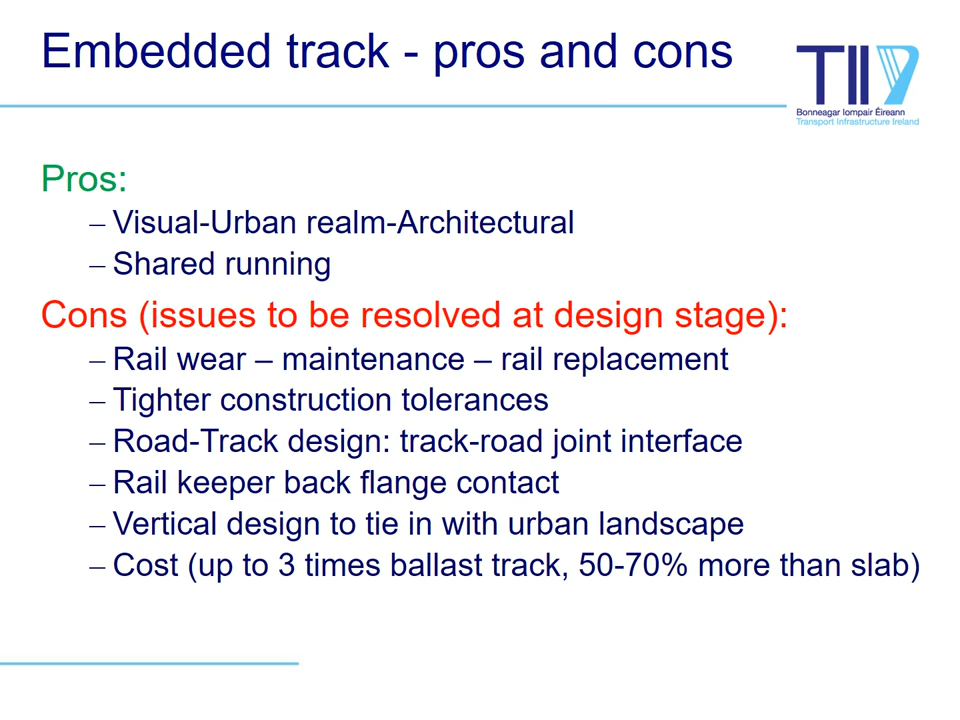 Embedded track - pros and cons
TII
Bonneagar Iompair Éireann
Transport Infrastructure Ireland
Pros:
– Visual-Urban realm-Architectural
– Shared running
Cons (issues to be resolved at design stage):
– Rail wear – maintenance – rail replacement
– Tighter construction tolerances
– Road-Track design: track-road joint interface
– Rail keeper back flange contact
– Vertical design to tie in with urban landscape
– Cost (up to 3 times ballast track, 50-70% more than slab)